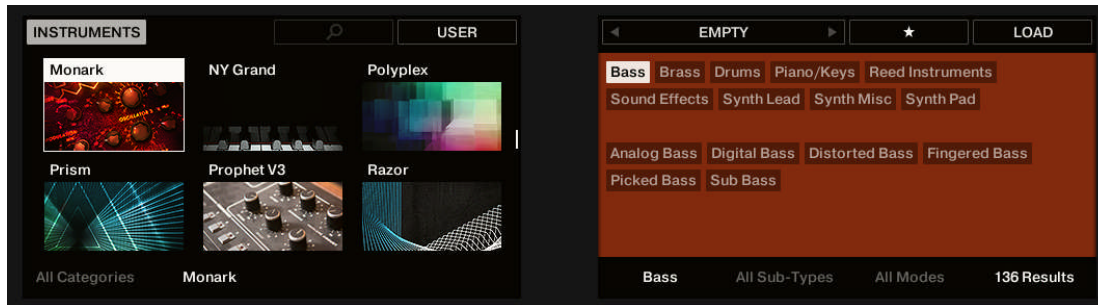 INSTRUMENTS USER
Monark NY Grand Polyplex
Prism Prophet V3 Razor
All Categories Monark
EMPTY LOAD
Bass Brass Drums Piano/Keys Reed Instruments
Sound Effects Synth Lead Synth Misc Synth Pad
Analog Bass Digital Bass Distorted Bass Fingered Bass
Picked Bass Sub Bass
Bass All Sub-Types All Modes 136 Results